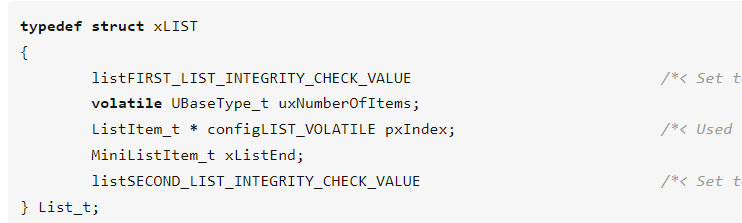 typedef struct xLIST
{
listFIRST_LIST_INTEGRITY_CHECK_VALUE /*< Set t
volatile UBaseType_t uxNumberOfItems;
ListItem_t * configLIST_VOLATILE pxIndex; /*< Used
MiniListItem_t xListEnd;
listSECOND_LIST_INTEGRITY_CHECK_VALUE /*< Set t
} List_t;